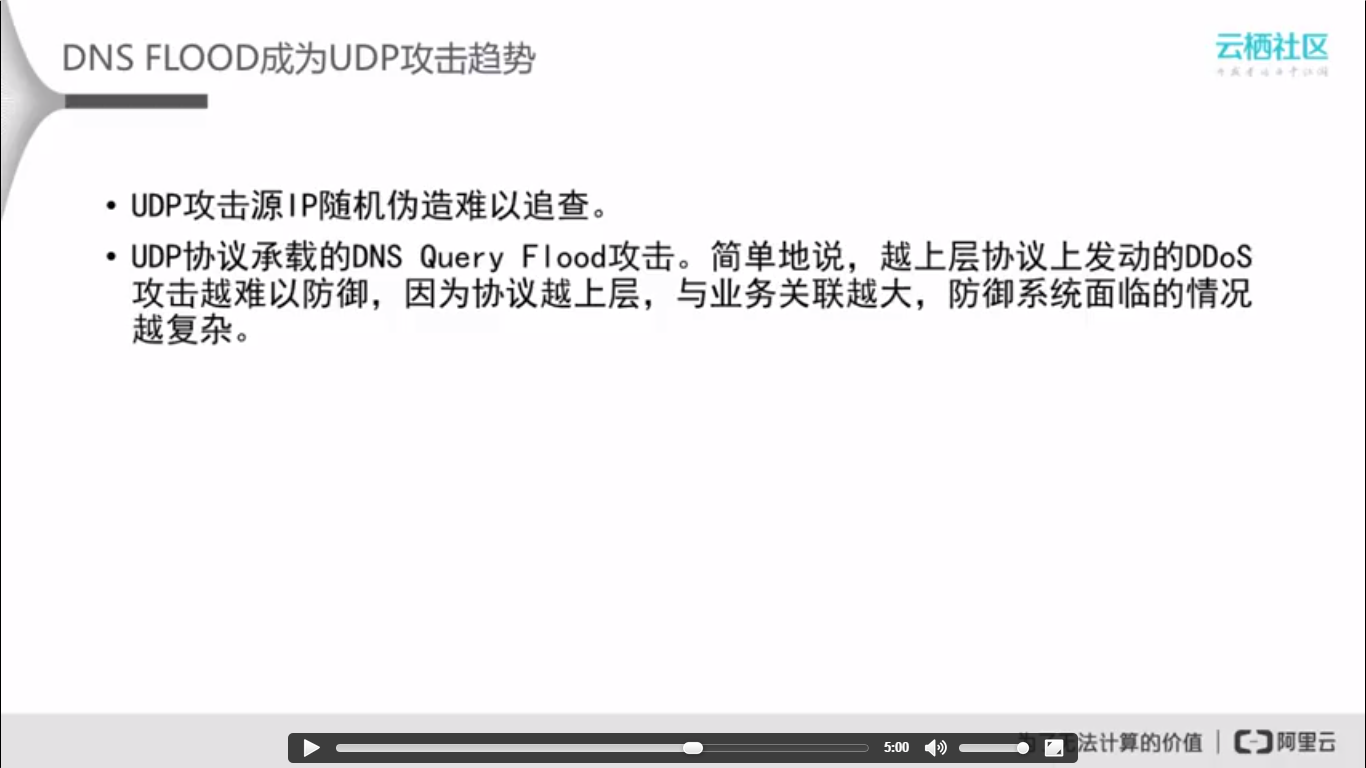 DNS FLOOD成为UDP攻击趋势
云栖社区
• UDP攻击源IP随机伪造难以追查。
• UDP协议承载的DNS Query Flood攻击。简单地说，越上层协议上发动的DDoS
攻击越难以防御，因为协议越上层，与业务关联越大，防御系统面临的情况
越复杂。
5:00
为了无法计算的价值 | 阿里云